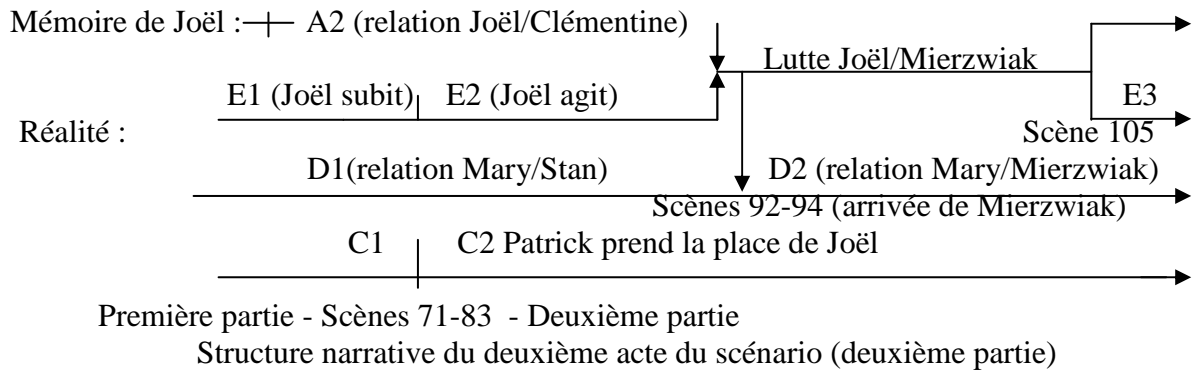 Mémoire de Joël : A2 (relation Joël/Clémentine)
Lutte Joël/Mierzwiak
E1 (Joël subit) E2 (Joël agit) E3
Réalité : Scène 105
D1(relation Mary/Stan) D2 (relation Mary/Mierzwiak)
Scènes 92-94 (arrivée de Mierzwiak)
C1 C2 Patrick prend la place de Joël
Première partie - Scènes 71-83 - Deuxième partie
Structure narrative du deuxième acte du scénario (deuxième partie)